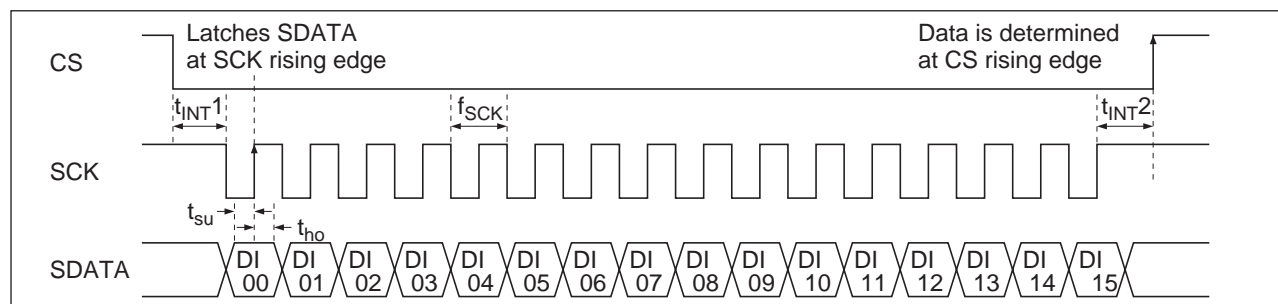 CS
Latches SDATA
at SCK rising edge
Data is determined
at CS rising edge
tINT1
fSCK
tINT2
SCK
tsu
tho
SDATA
DI
00
DI
01
DI
02
DI
03
DI
04
DI
05
DI
06
DI
07
DI
08
DI
09
DI
10
DI
11
DI
12
DI
13
DI
14
DI
15